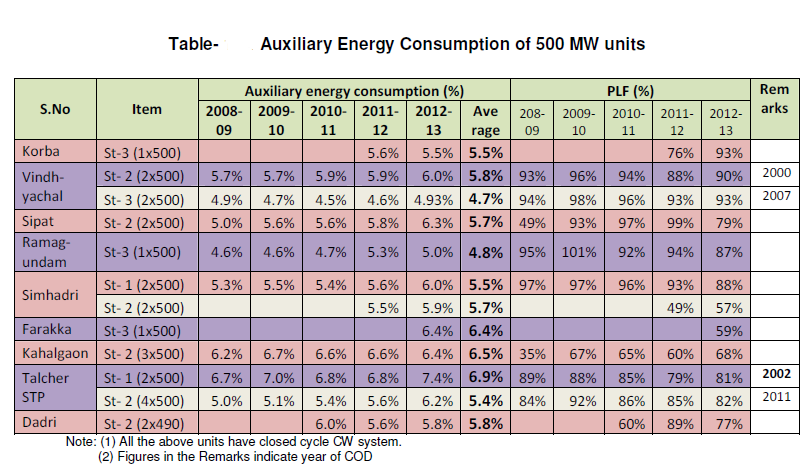 Table- Auxiliary Energy Consumption of 500 MW units
S.No Item Auxiliary energy consumption (%) PLF (%) Rem arks
2008-09 2009-10 2010-11 2011-12 2012-13 Ave rage 208-09 2009-10 2010-11 2011-12 2012-13
Korba St-3 (1x500) 5.6% 5.5% 5.5% 76% 93%
Vindh-yachal St- 2 (2x500) 5.7% 5.7% 5.9% 5.9% 6.0% 5.8% 93% 96% 94% 88% 90% 2000
St- 3 (2x500) 4.9% 4.7% 4.5% 4.6% 4.93% 4.7% 94% 98% 96% 93% 93% 2007
Sipat St- 2 (2x500) 5.0% 5.6% 5.6% 5.8% 6.3% 5.7% 49% 93% 97% 99% 79%
Ramag-undam St-3 (1x500) 4.6% 4.6% 4.7% 5.3% 5.0% 4.8% 95% 101% 92% 94% 87%
Simhadri St- 1 (2x500) 5.3% 5.5% 5.4% 5.6% 6.0% 5.5% 97% 97% 96% 93% 88%
St- 2 (2x500) 5.5% 5.9% 5.7% 49% 57%
Farakka St-3 (1x500) 6.4% 6.4% 59%
Kahalgaon St- 2 (3x500) 6.2% 6.7% 6.6% 6.6% 6.4% 6.5% 35% 67% 65% 60% 68%
Talcher STP St- 1 (2x500) 6.7% 7.0% 6.8% 6.8% 7.4% 6.9% 89% 88% 85% 79% 81% 2002
St- 2 (4x500) 5.0% 5.1% 5.4% 5.6% 6.2% 5.4% 84% 92% 86% 85% 82% 2011
Dadri St- 2 (2x490) 6.0% 5.6% 5.8% 5.8% 60% 89% 77%
Note: (1) All the above units have closed cycle CW system.
(2) Figures in the Remarks indicate year of COD